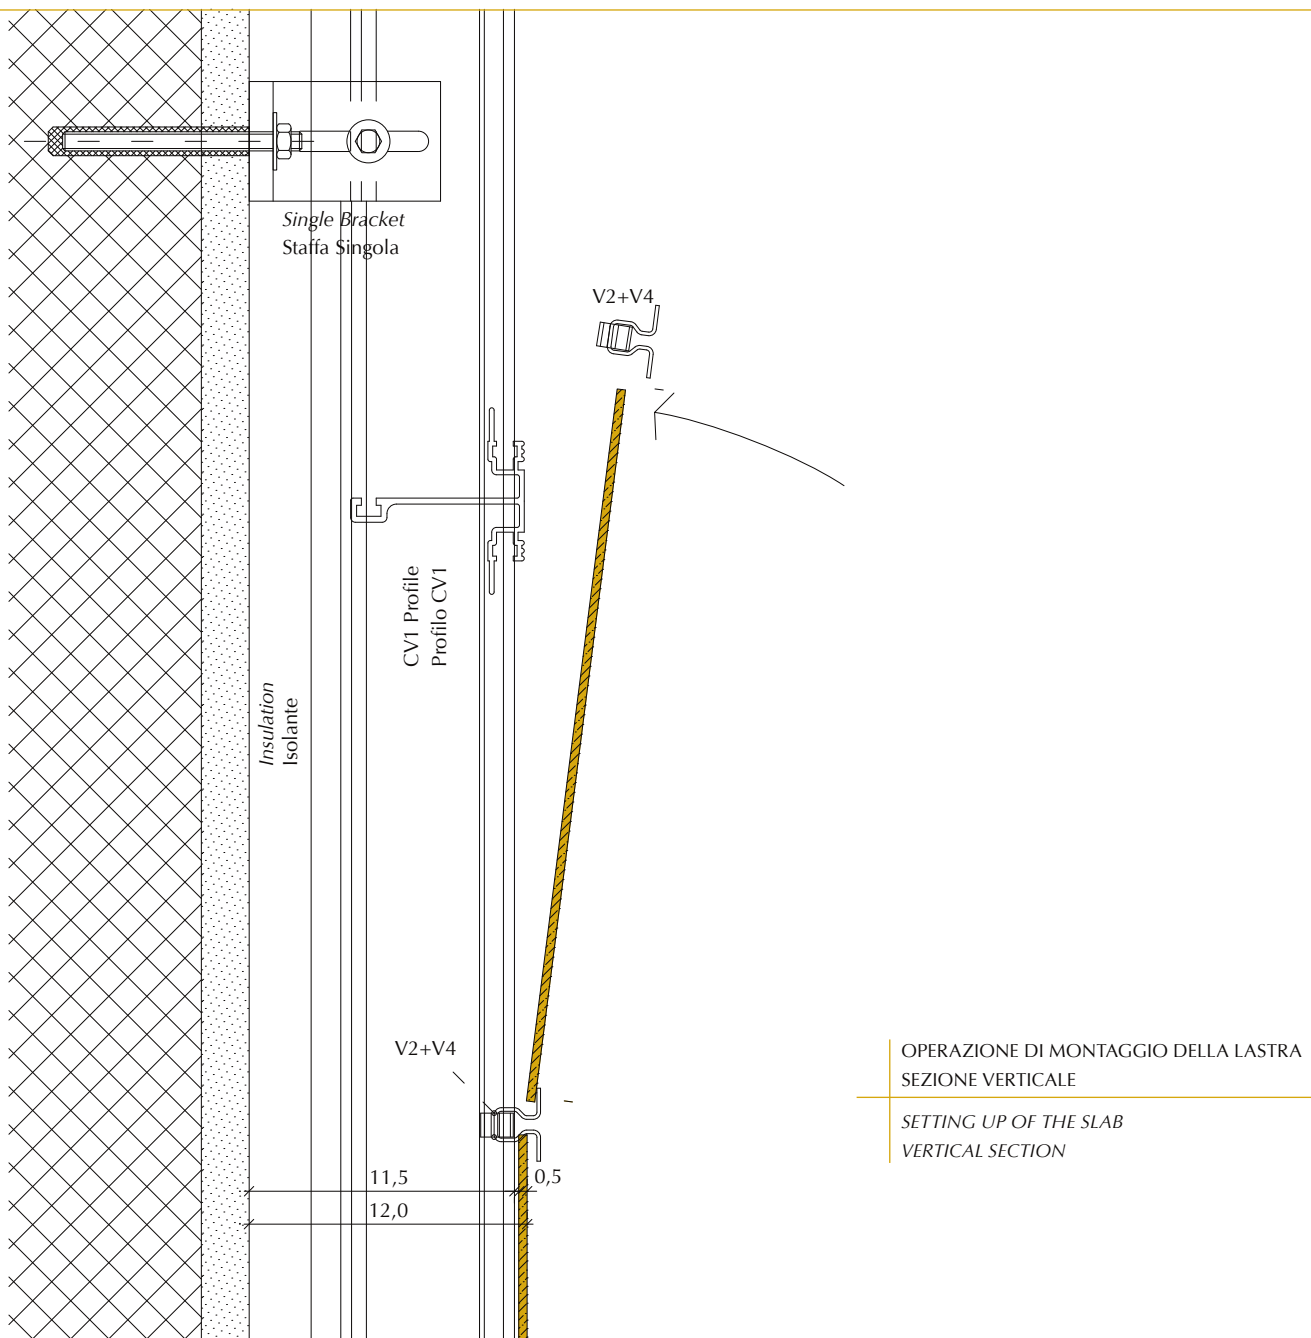 Single Bracket
Staffa Singola
V2+V4
CV1 Profile
Profilo CV1
Insulation
Isolante
V2+V4
OPERAZIONE DI MONTAGGIO DELLA LASTRA
SEZIONE VERTICALE
SETTING UP OF THE SLAB
VERTICAL SECTION
11,5
0,5
12,0